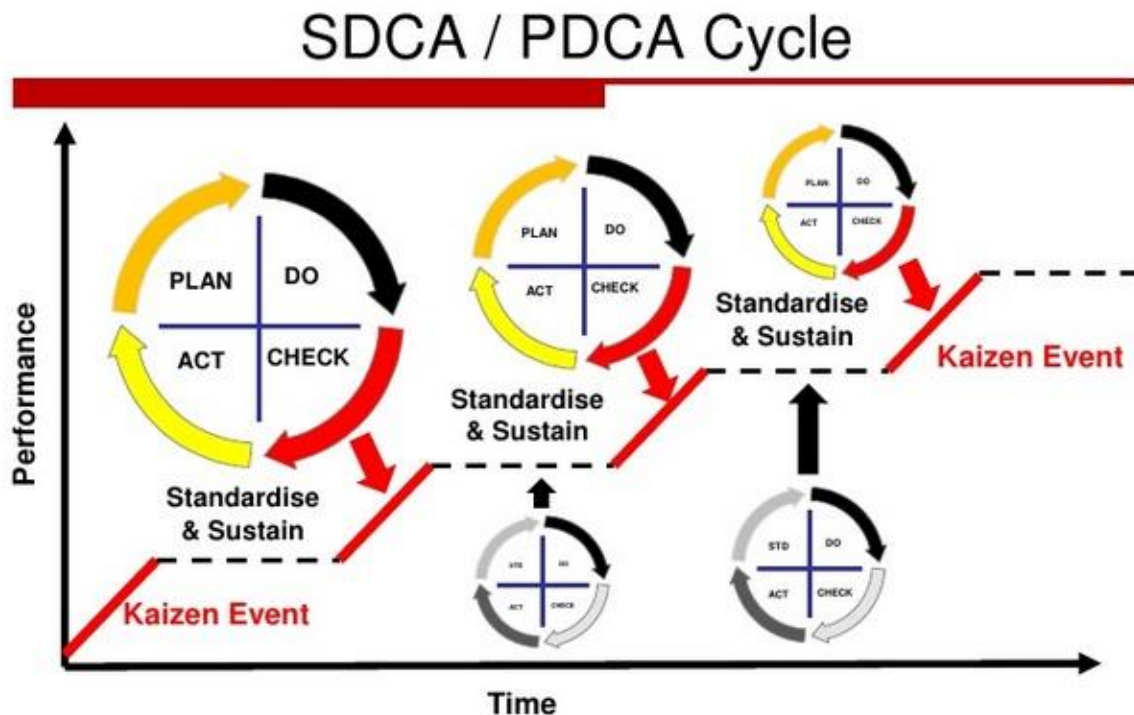 SDCA / PDCA Cycle
Performance
PLAN
DO
ACT
CHECK
Standardise
& Sustain
Kaizen Event
PLAN
DO
ACT
CHECK
Standardise
& Sustain
PLAN
DO
ACT
CHECK
Standardise
& Sustain
Kaizen Event
STD
DO
ACT
CHECK
STD
DO
ACT
CHECK
Time